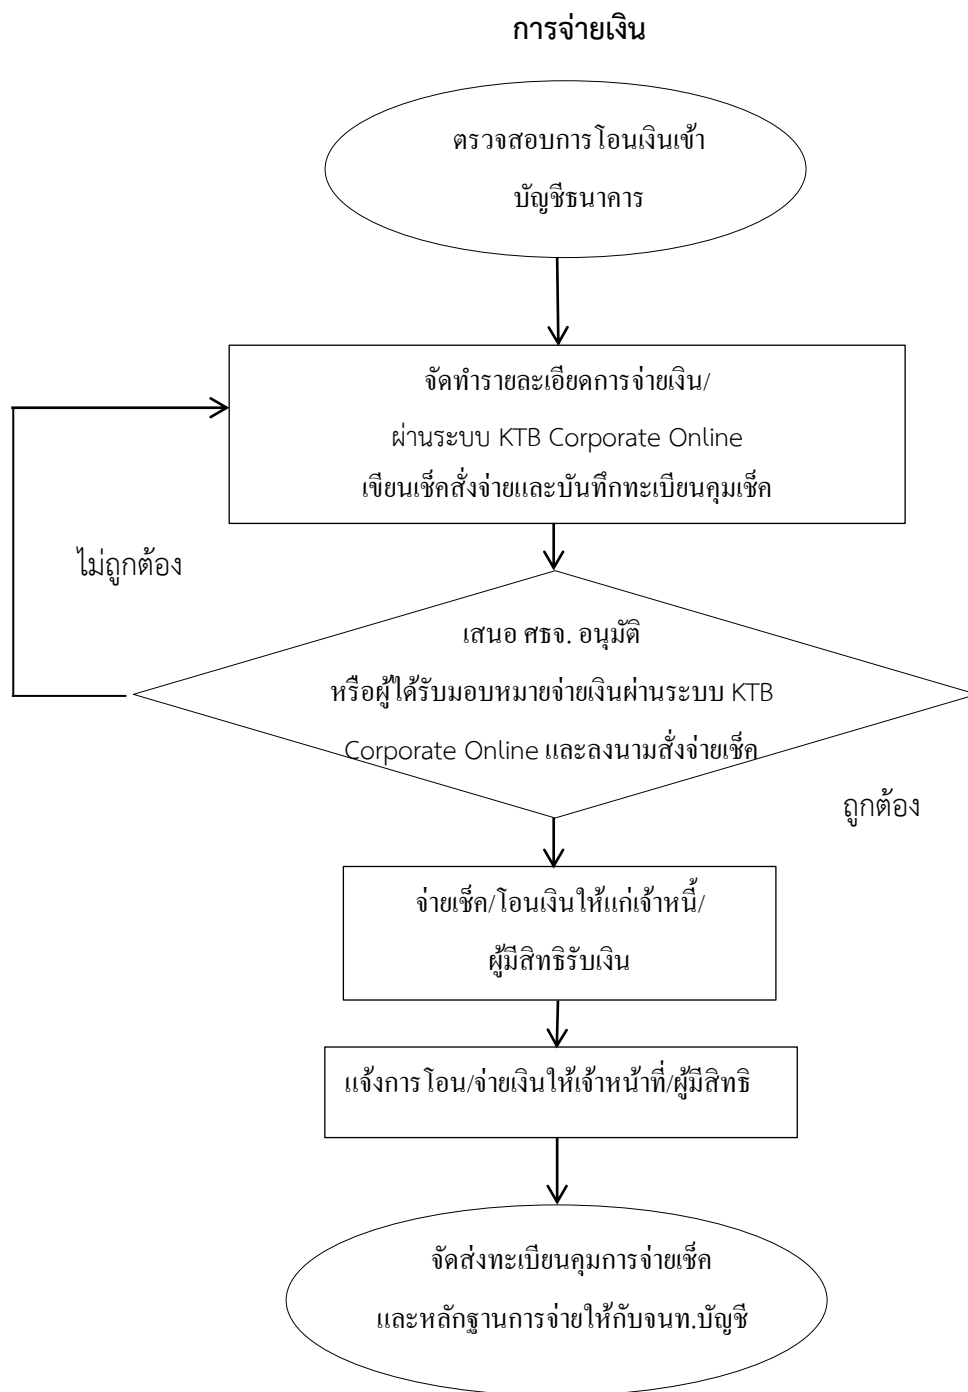 การจ่ายเงิน
ตรวจสอบการโอนเงินเข้า
บัญชีธนาคาร
จัดทำรายละเอียดการจ่ายเงิน/
ผ่านระบบ KTB Corporate Online
เขียนเช็คสั่งจ่ายและบันทึกทะเบียนคุมเช็ค
ไม่ถูกต้อง
เสนอ ศธจ. อนุมัติ
หรือผู้ได้รับมอบหมายจ่ายเงินผ่านระบบ KTB
Corporate Online และลงนามสั่งจ่ายเช็ค
ถูกต้อง
จ่ายเช็ค/โอนเงินให้แก่เจ้าหนี้/
ผู้มีสิทธิรับเงิน
แจ้งการโอน/จ่ายเงินให้เจ้าหน้าที่/ผู้มีสิทธิ
จัดส่งทะเบียนคุมการจ่ายเช็ค
และหลักฐานการจ่ายให้กับจนท.บัญชี